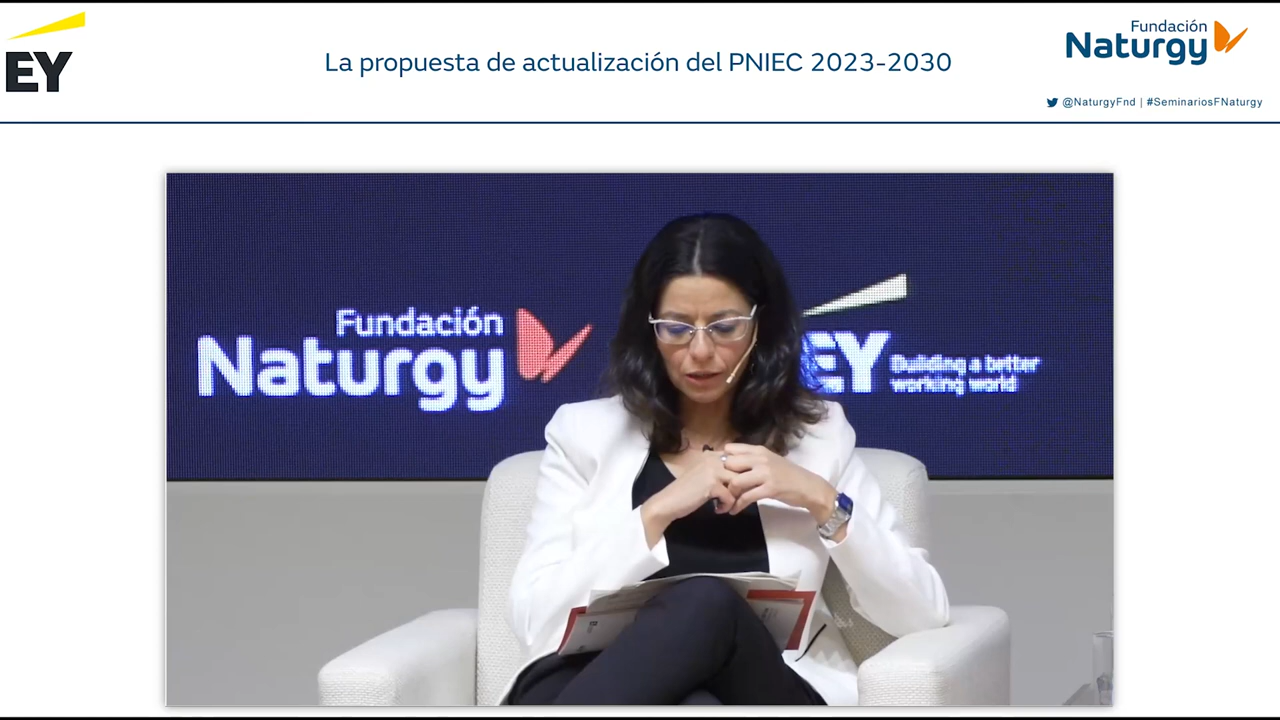 EY
La propuesta de actualización del PNIEC 2023-2030
Fundación
Naturgy
@NaturgyFnd | #SeminariosFNaturgy
Fundación
Naturgy
EY
Building a better
working world